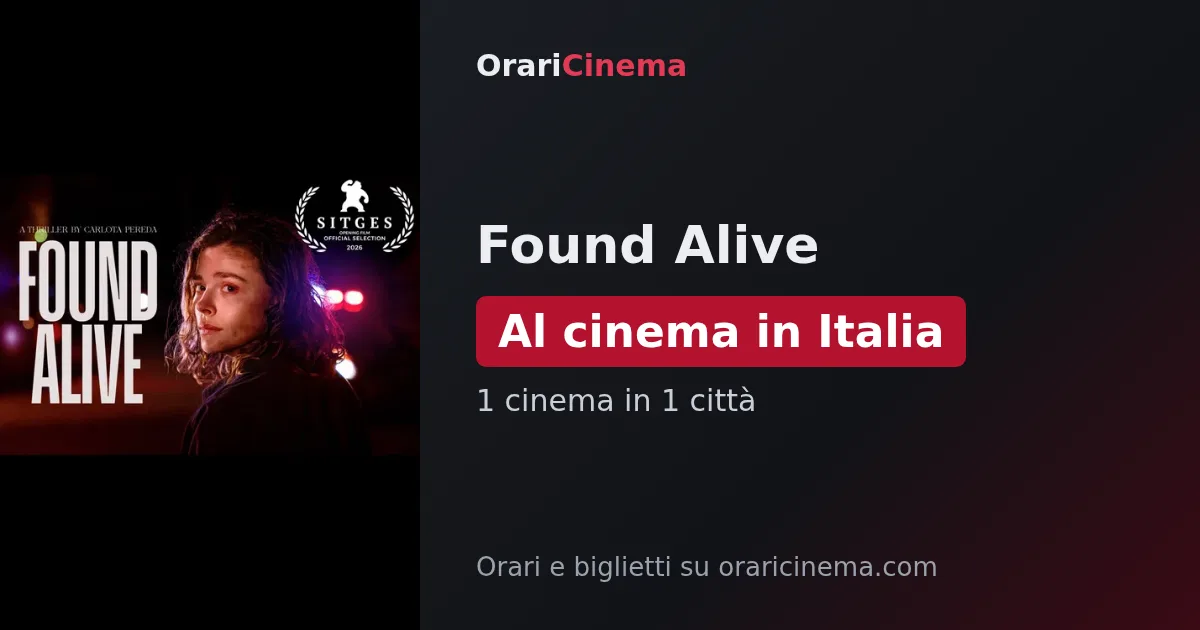 OrariCinema
SITGES
OPENING FILM
OFFICIAL SELECTION
2026
A THRILLER BY CARLOTA PEREDA
FOUND
ALIVE
Found Alive
Al cinema in Italia
1 cinema in 1 città
Orari e biglietti su oraricinema.com